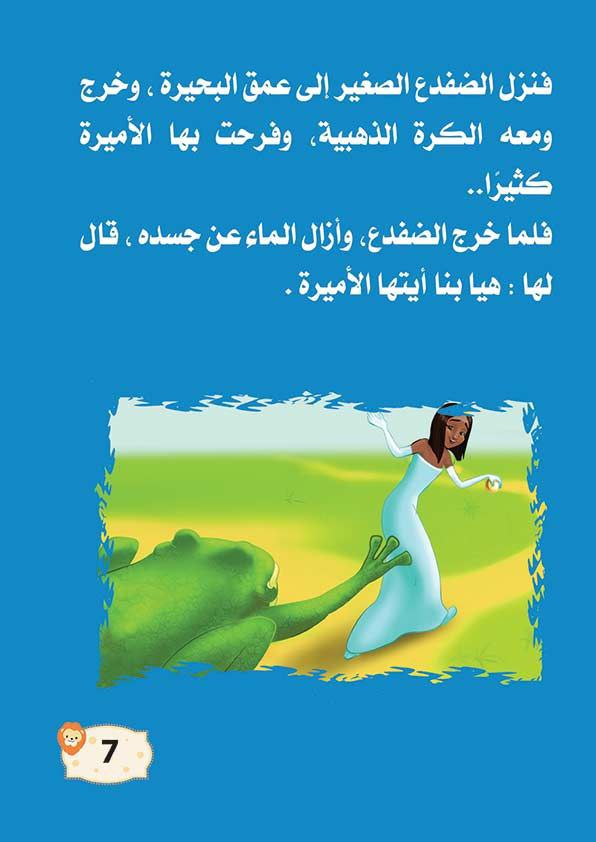 فنزل الضفدع الصغير إلى عمق البحيرة ، وخرج
ومعه الكرة الذهبية، وفرحت بها الأميرة
كثيرًا..
فلما خرج الضفدع، وأزال الماء عن جسده ، قال
لها : هيا بنا أيتها الأميرة .
7